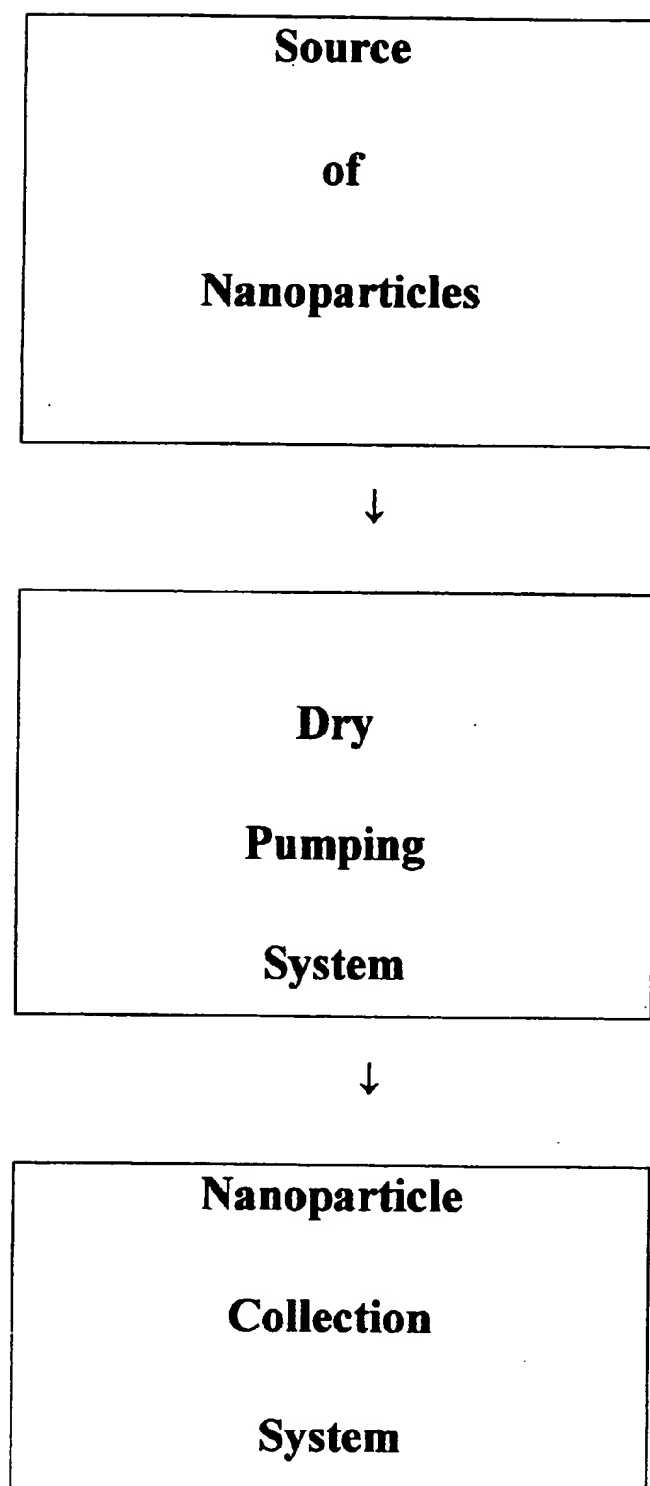 Source
of
Nanoparticles
↓
Dry
Pumping
System
↓
Nanoparticle
Collection
System